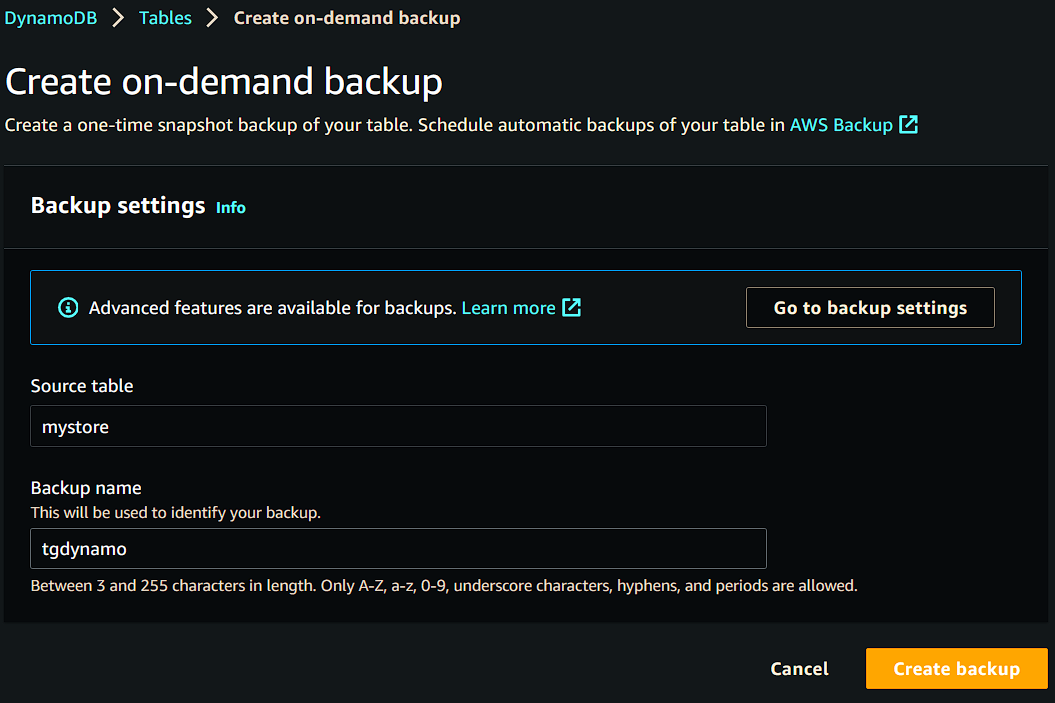 DynamoDB > Tables > Create on-demand backup
Create on-demand backup
Create a one-time snapshot backup of your table. Schedule automatic backups of your table in AWS Backup
Backup settings Info
Advanced features are available for backups. Learn more Go to backup settings
Source table
mystore
Backup name
This will be used to identify your backup.
tgdynamo
Between 3 and 255 characters in length. Only A-Z, a-z, 0-9, underscore characters, hyphens, and periods are allowed.
Cancel Create backup